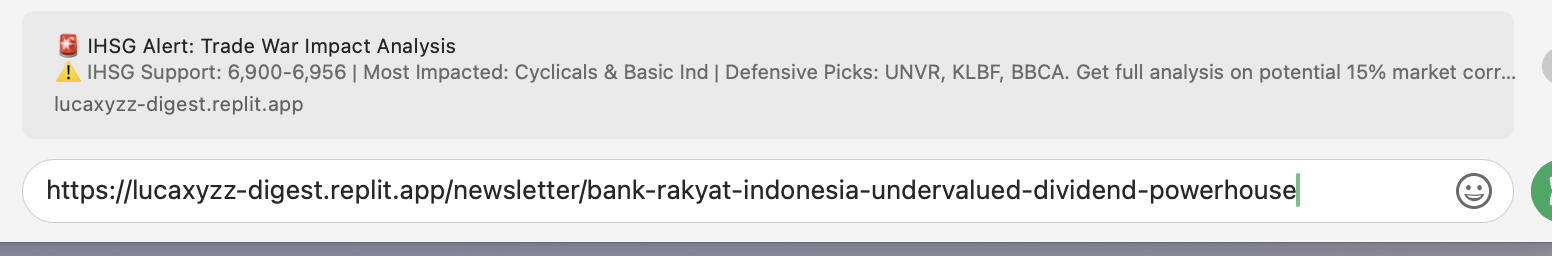 🚨 IHSG Alert: Trade War Impact Analysis
⚠️ IHSG Support: 6,900-6,956 | Most Impacted: Cyclicals & Basic Ind | Defensive Picks: UNVR, KLBF, BBCA. Get full analysis on potential 15% market corr...
lucaxyzz-digest.replit.app
https://lucaxyzz-digest.replit.app/newsletter/bank-rakyat-indonesia-undervalued-dividend-powerhouse